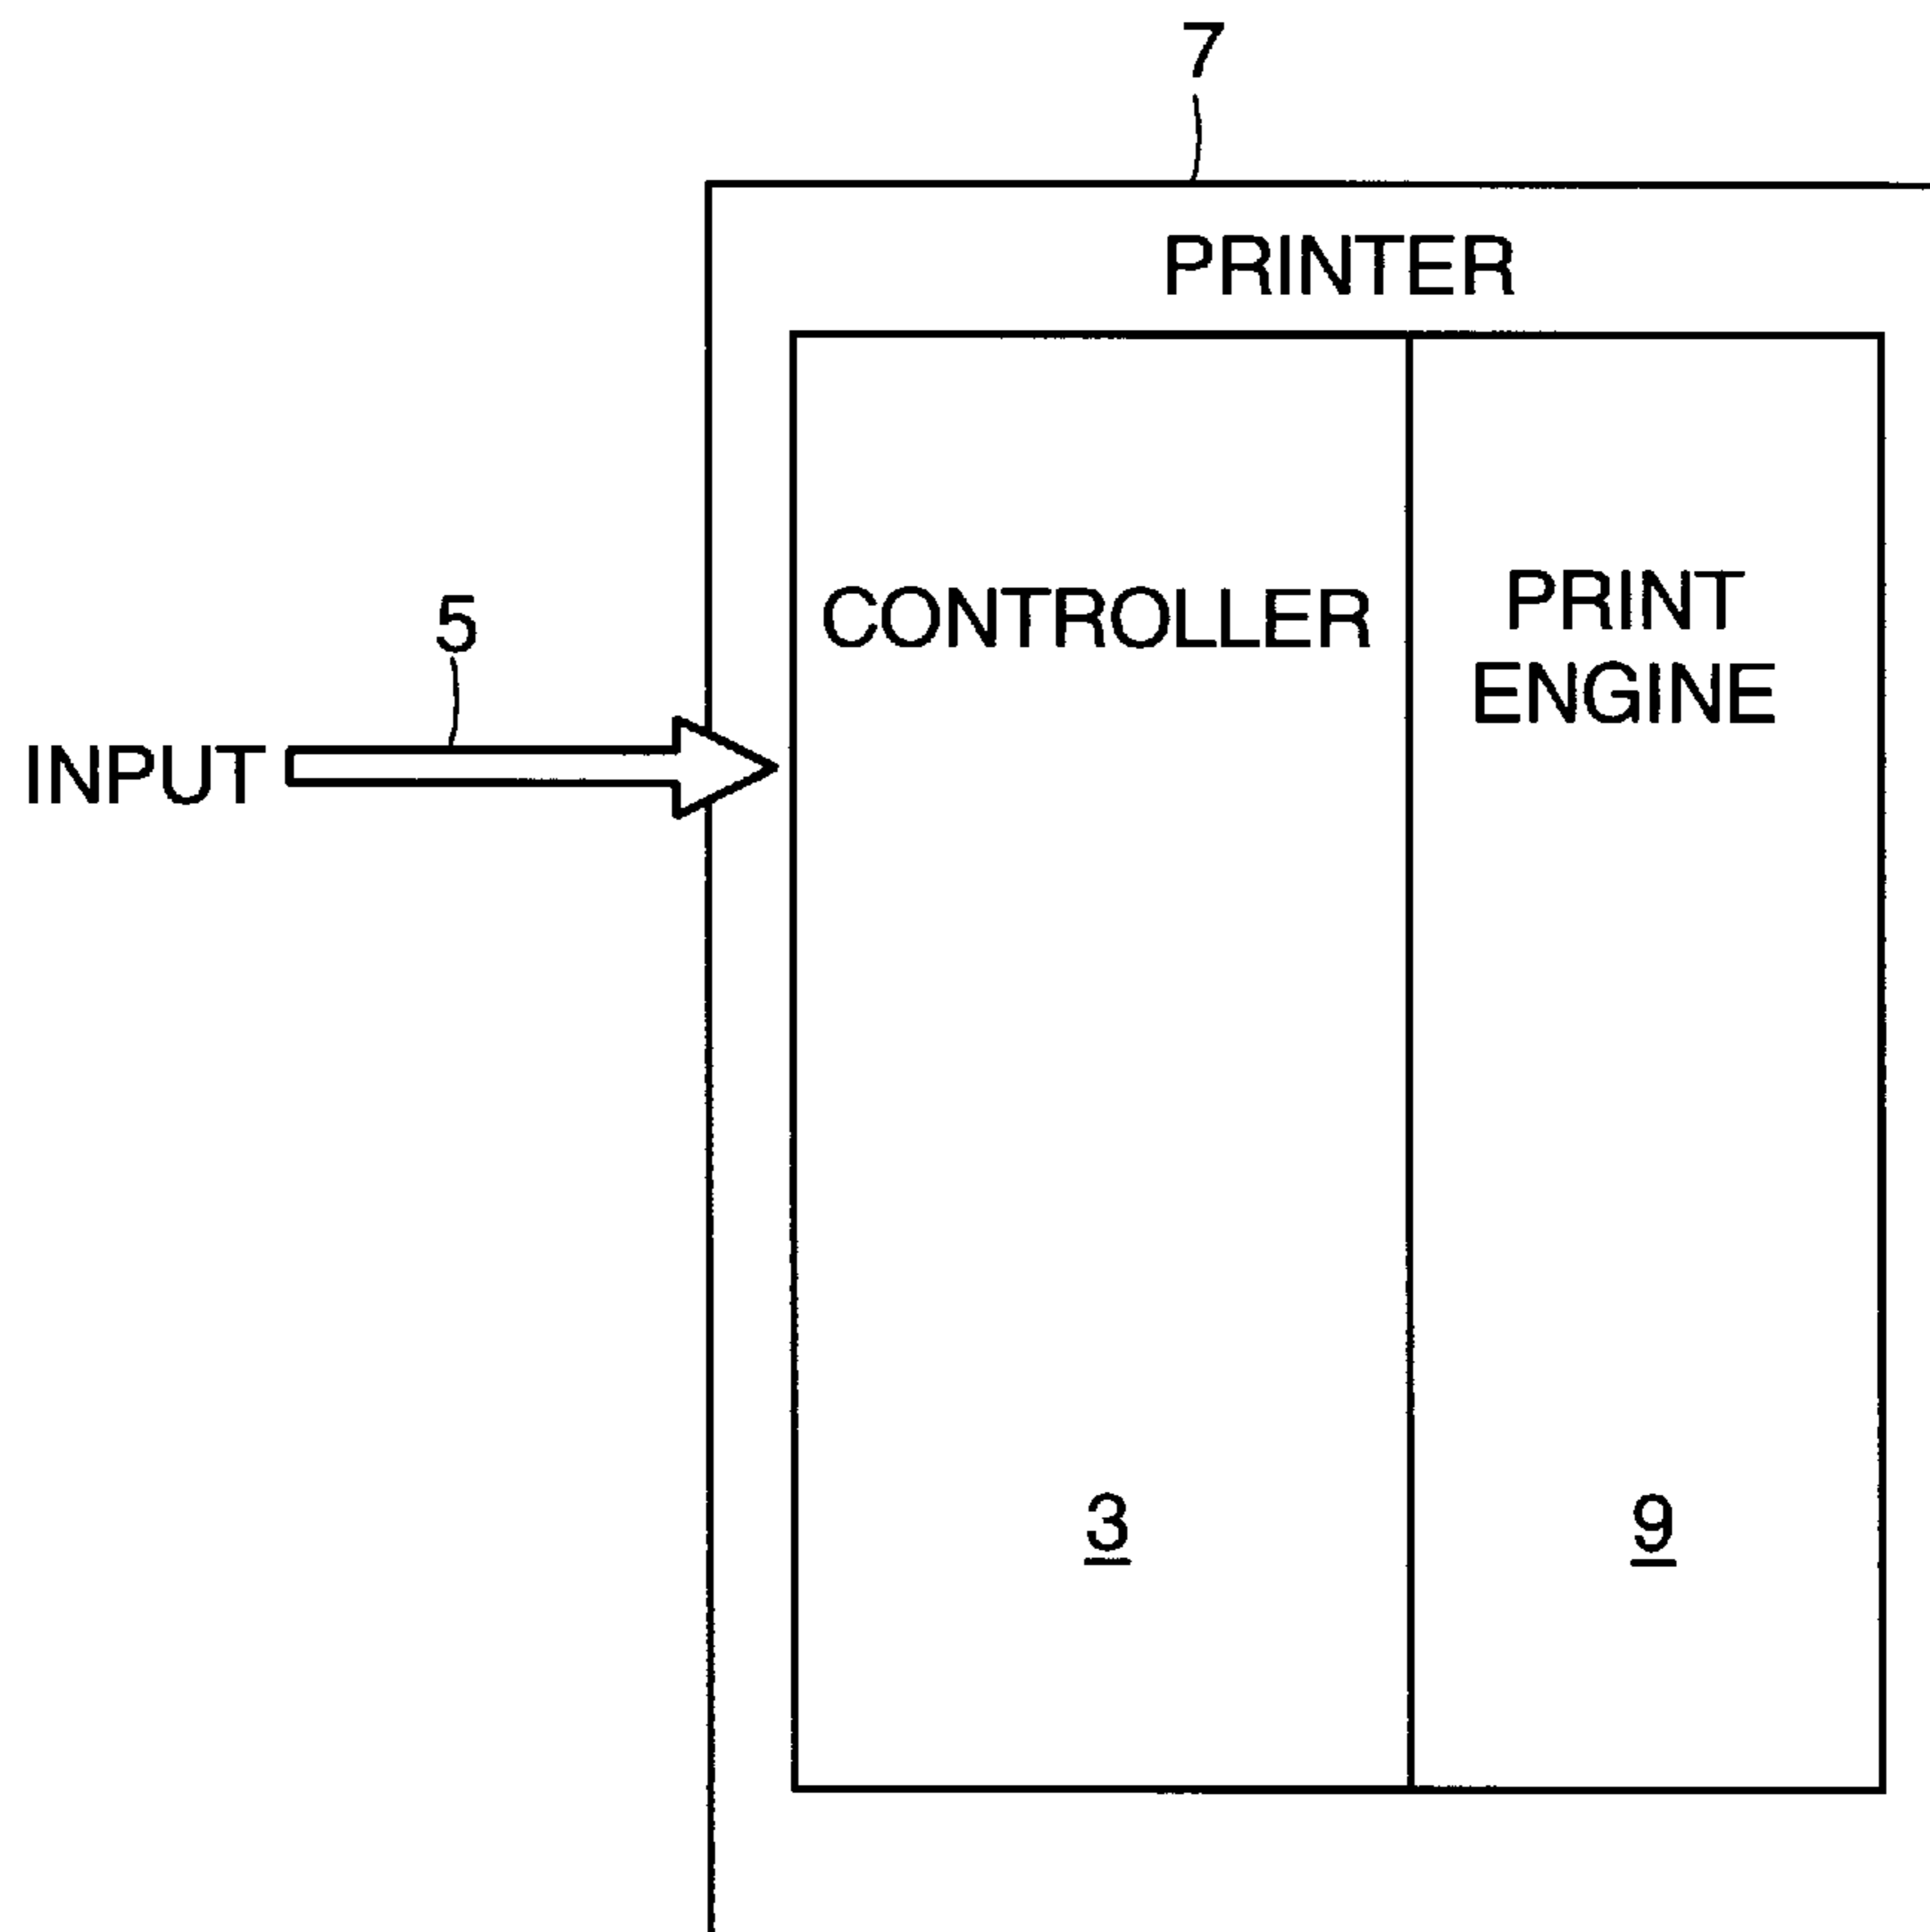 7
PRINTER
CONTROLLER
PRINT
ENGINE
5
INPUT
3
9